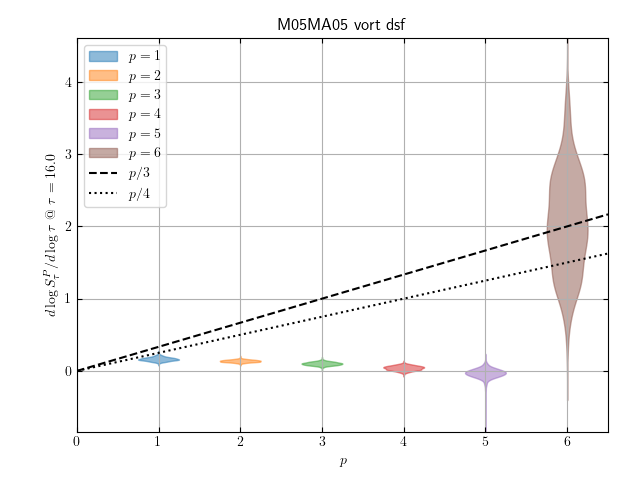 M05MA05 vort dsf
p = 1
p = 2
p = 3
p = 4
p = 5
p = 6
p/3
p/4
d log S_τ^P / d log τ @ τ = 16.0
4
3
2
1
0
0 1 2 3 4 5 6
p